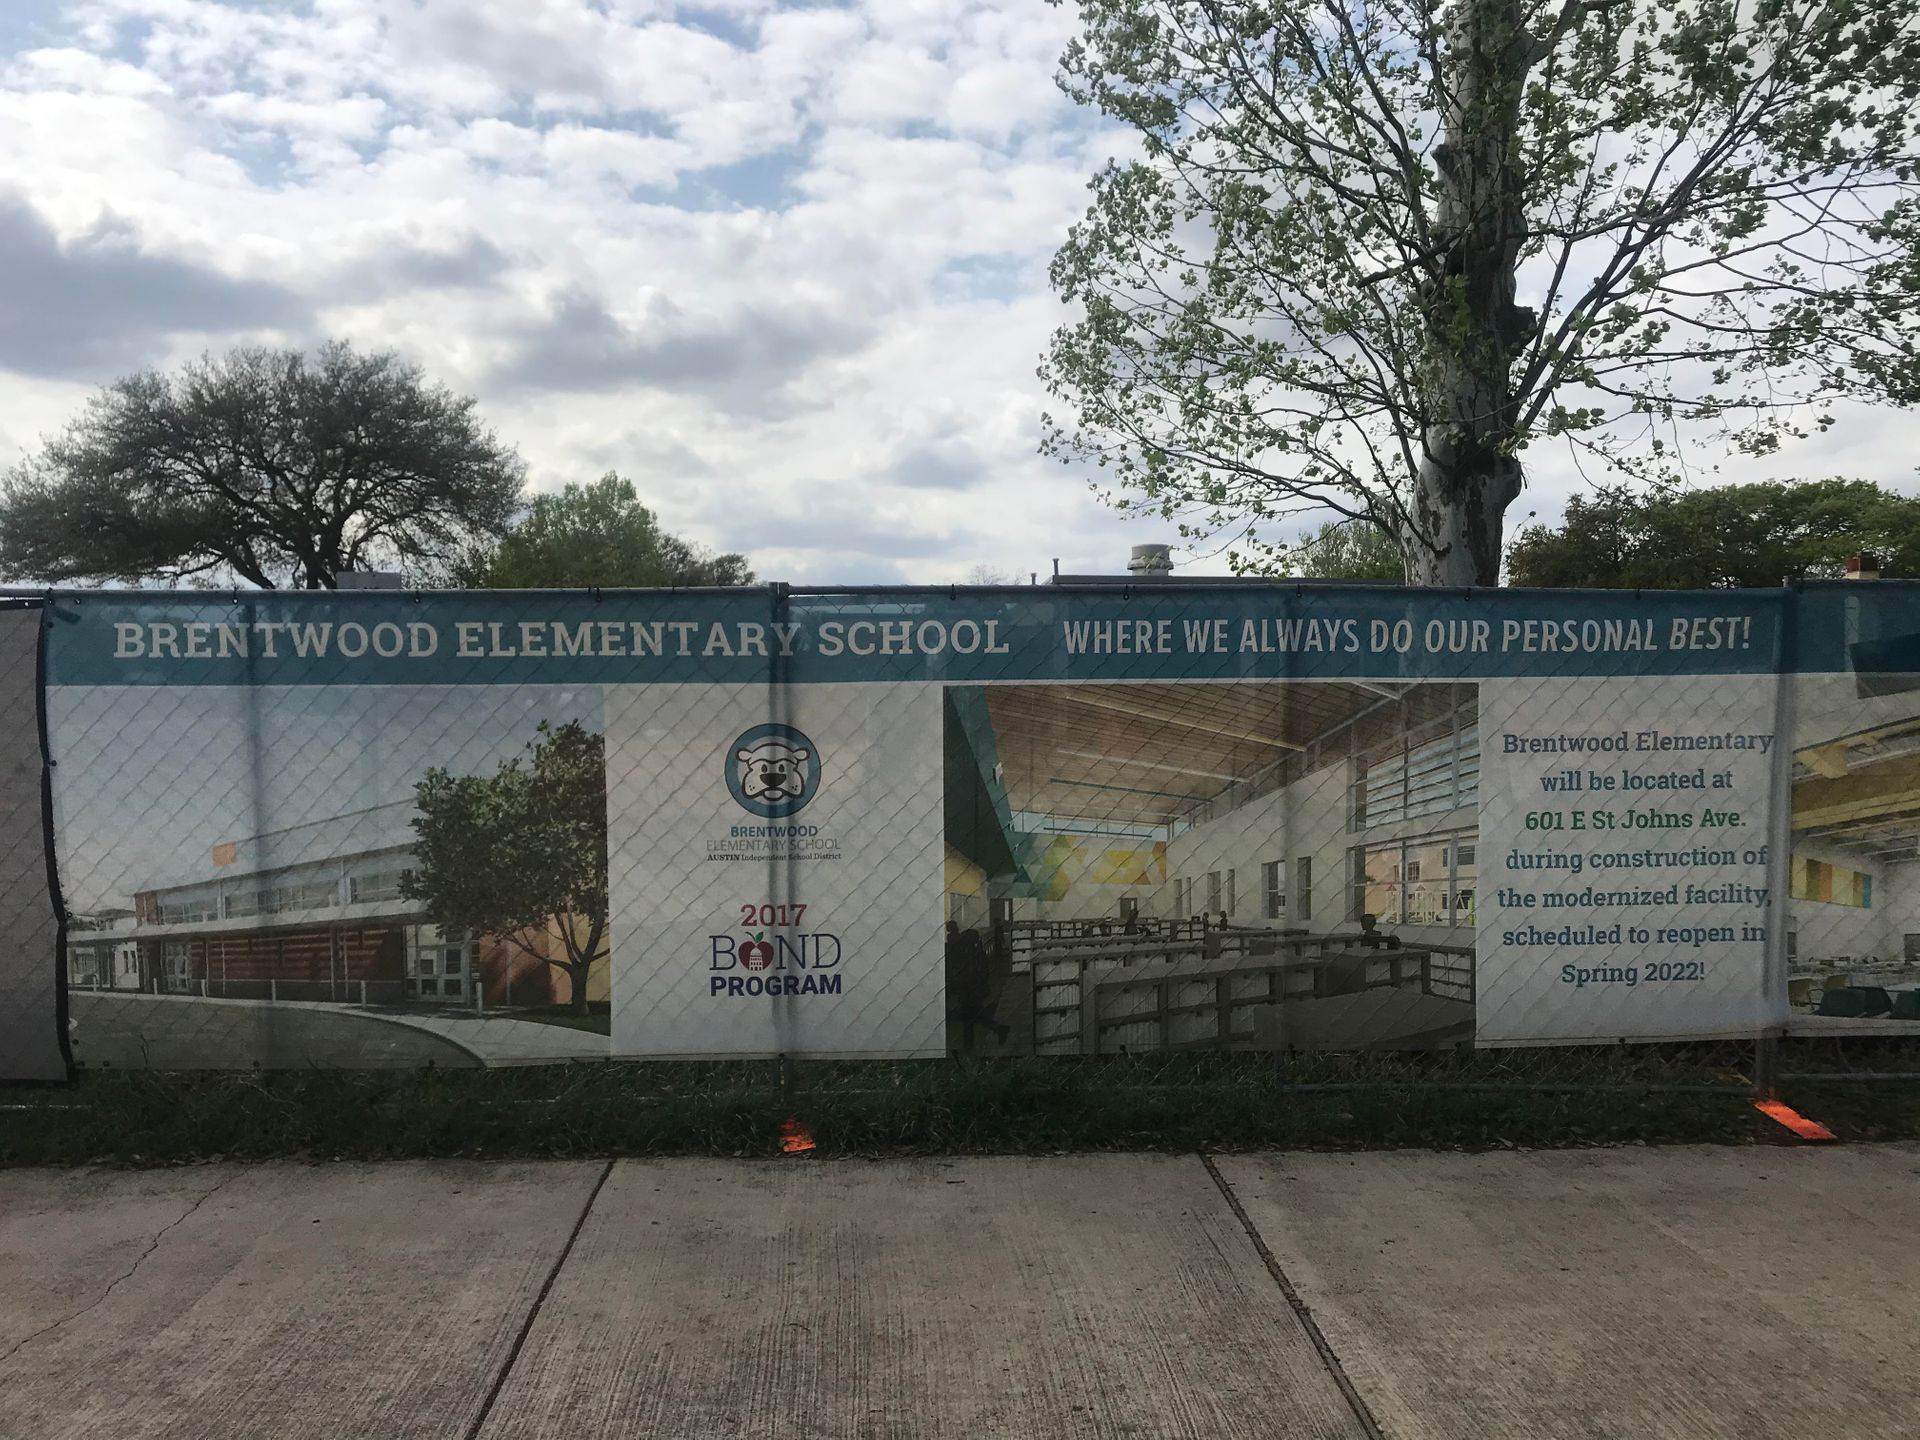 BRENTWOOD ELEMENTARY SCHOOL WHERE WE ALWAYS DO OUR PERSONAL BEST!
BRENTWOOD
ELEMENTARY SCHOOL
AUSTIN Independent School District
2017
BOND
PROGRAM
Brentwood Elementary
will be located at
601 E St Johns Ave.
during construction of
the modernized facility,
scheduled to reopen in
Spring 2022!